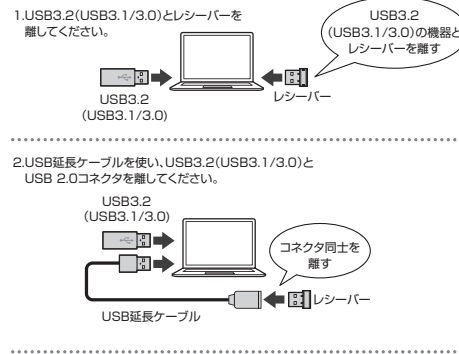 1.USB3.2(USB3.1/3.0)とレシーバーを
離してください。
USB3.2
(USB3.1/3.0)の機器と
レシーバーを離す
USB3.2
(USB3.1/3.0)
レシーバー
2.USB延長ケーブルを使い、USB3.2(USB3.1/3.0)と
USB 2.0コネクタを離してください。
USB3.2
(USB3.1/3.0)
コネクタ同士を
離す
レシーバー
USB延長ケーブル